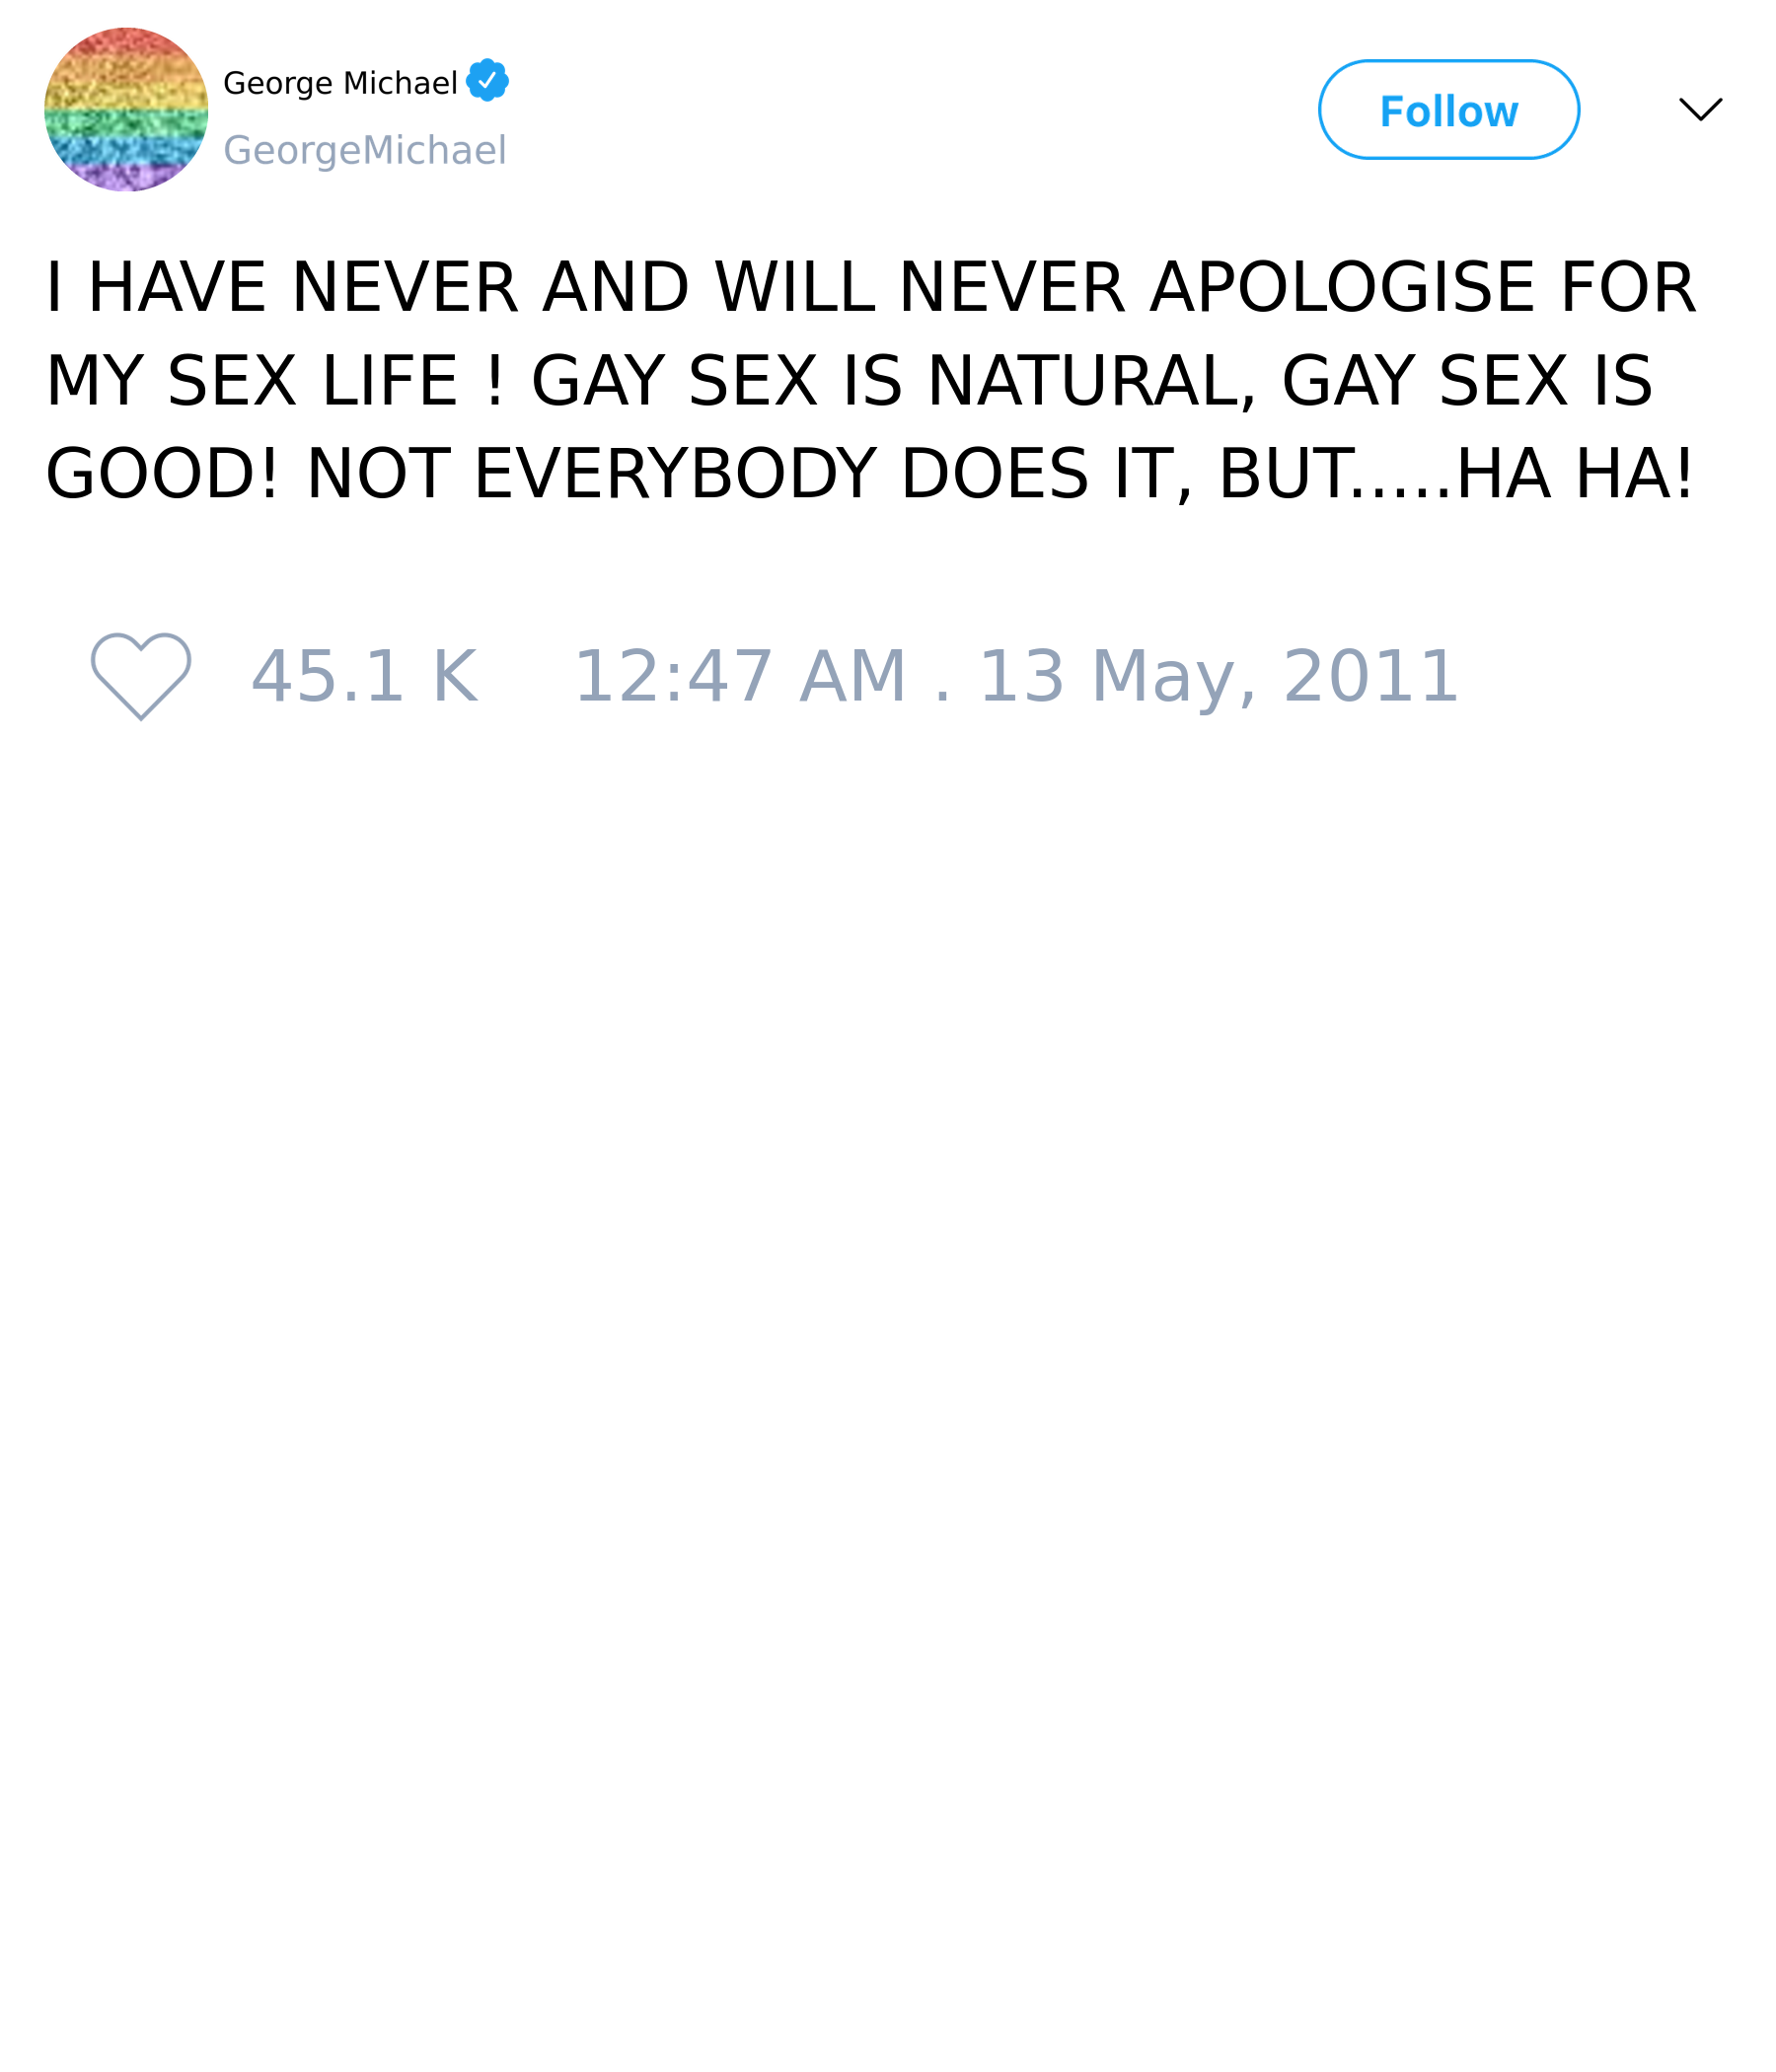 George Michael
GeorgeMichael
Follow
I HAVE NEVER AND WILL NEVER APOLOGISE FOR
MY SEX LIFE ! GAY SEX IS NATURAL, GAY SEX IS
GOOD! NOT EVERYBODY DOES IT, BUT.....HA HA!
45.1 K 12:47 AM . 13 May, 2011